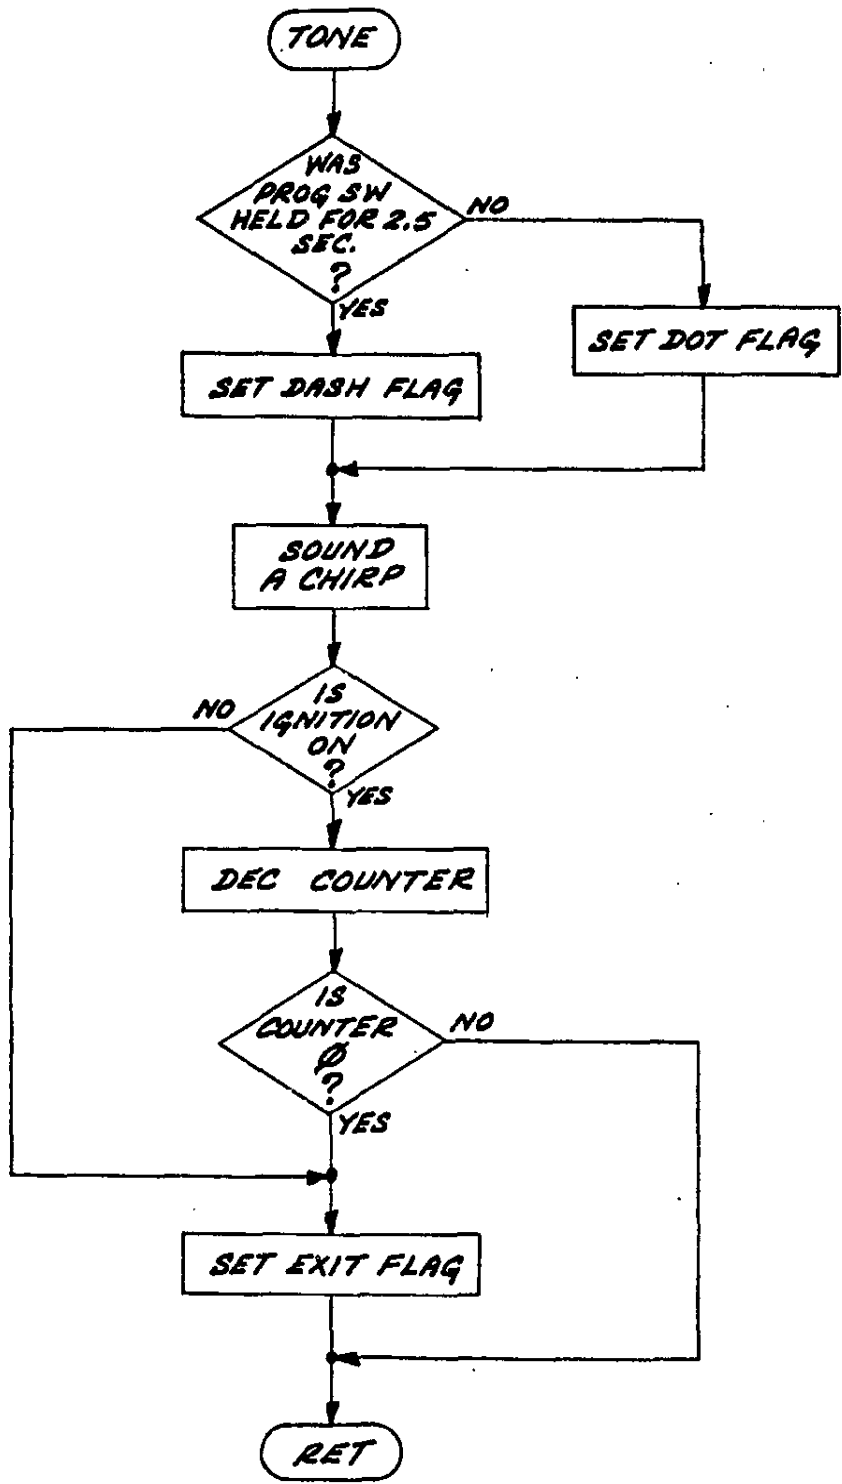 TONE
WAS
PROG SW
HELD FOR 2.5
SEC.
?
NO
YES
SET DOT FLAG
SET DASH FLAG
SOUND
A CHIRP
IS
IGNITION
ON
?
NO
YES
DEC COUNTER
IS
COUNTER
Ø
?
NO
YES
SET EXIT FLAG
RET